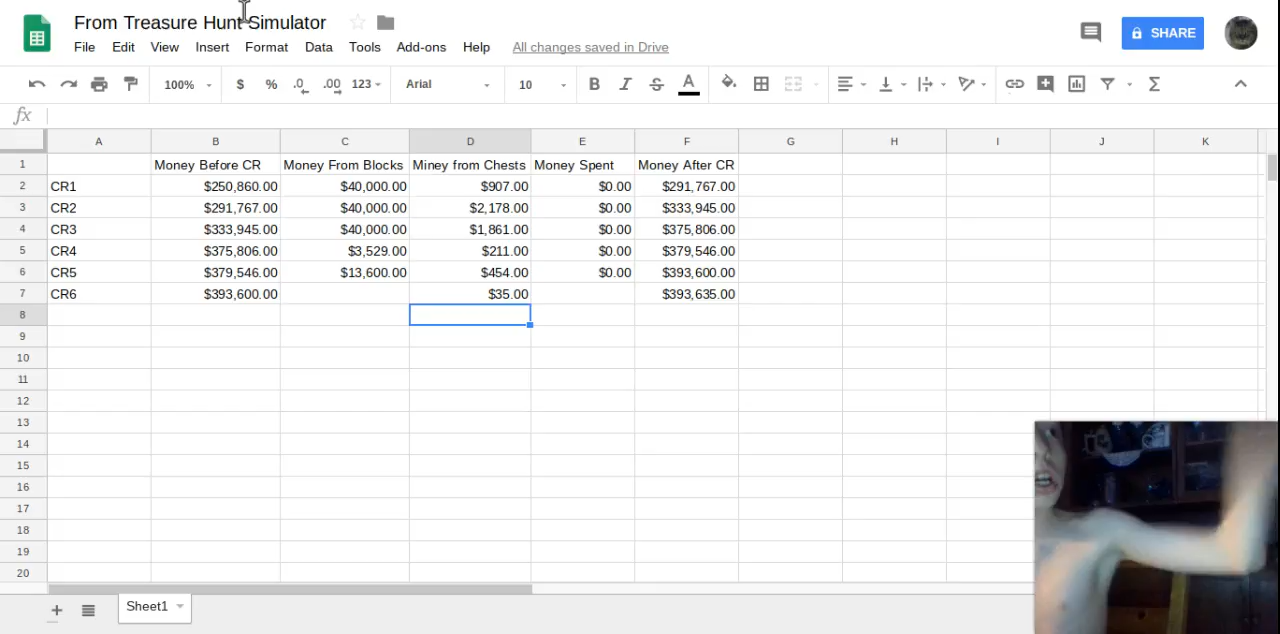 From Treasure Hunt Simulator
File Edit View Insert Format Data Tools Add-ons Help All changes saved in Drive
SHARE
100% $ % .0 .00 123 Arial 10 B I S A Σ
fx
A B C D E F G H I J K
1 Money Before CR Money From Blocks Miney from Chests Money Spent Money After CR
2 CR1 $250,860.00 $40,000.00 $907.00 $0.00 $291,767.00
3 CR2 $291,767.00 $40,000.00 $2,178.00 $0.00 $333,945.00
4 CR3 $333,945.00 $40,000.00 $1,861.00 $0.00 $375,806.00
5 CR4 $375,806.00 $3,529.00 $211.00 $0.00 $379,546.00
6 CR5 $379,546.00 $13,600.00 $454.00 $0.00 $393,600.00
7 CR6 $393,600.00 $35.00 $393,635.00
8
9
10
11
12
13
14
15
16
17
18
19
20
+ Sheet1